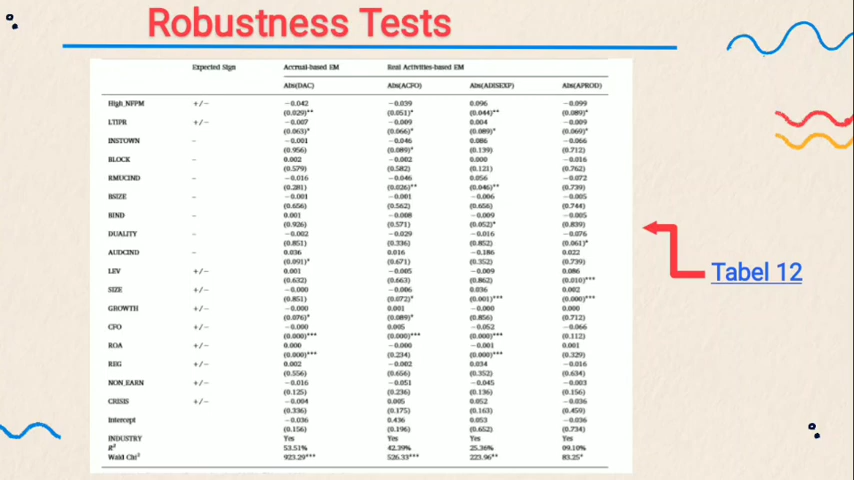 Robustness Tests
Expected Sign Accrual-based EM Real Activities-based EM
Abs(DAC) Abs(ACFO) Abs(ADISEXP) Abs(APROD)
High_NFPM +/− −0.042 −0.039 0.096 −0.099
(0.029)** (0.051)* (0.044)** (0.089)*
LTIPR +/− −0.007 −0.009 0.004 −0.009
(0.063)* (0.066)* (0.089)* (0.069)*
INSTOWN − −0.001 −0.046 0.086 −0.066
(0.956) (0.089)* (0.139) (0.712)
BLOCK − 0.002 −0.002 0.000 −0.016
(0.579) (0.582) (0.121) (0.762)
RMUCIND − −0.016 −0.046 0.056 −0.072
(0.281) (0.026)** (0.046)** (0.739)
BSIZE − −0.001 −0.001 −0.006 −0.005
(0.656) (0.562) (0.656) (0.744)
BIND − 0.001 −0.008 −0.009 −0.005
(0.926) (0.571) (0.052)* (0.839)
DUALITY − −0.002 −0.029 −0.016 −0.076
(0.851) (0.336) (0.852) (0.061)*
AUDCIND − 0.036 0.016 −0.186 0.022
(0.091)* (0.671) (0.352) (0.739)
LEV +/− 0.001 −0.005 −0.009 0.086
(0.632) (0.663) (0.862) (0.010)***
SIZE +/− −0.000 −0.006 0.036 0.002
(0.851) (0.072)* (0.001)*** (0.000)***
GROWTH +/− −0.000 0.001 −0.000 0.000
(0.076)* (0.089)* (0.856) (0.712)
CFO +/− −0.000 0.005 −0.052 −0.066
(0.000)*** (0.000)*** (0.000)*** (0.112)
ROA +/− 0.000 −0.000 −0.001 0.001
(0.000)*** (0.234) (0.000)*** (0.329)
REG +/− 0.002 −0.002 0.034 −0.016
(0.556) (0.656) (0.352) (0.634)
NON_EARN +/− −0.016 −0.051 −0.045 −0.003
(0.125) (0.236) (0.136) (0.156)
CRISIS +/− −0.004 0.005 0.052 −0.036
(0.336) (0.175) (0.163) (0.459)
Intercept −0.036 0.436 0.053 −0.036
(0.156) (0.196) (0.652) (0.734)
INDUSTRY Yes Yes Yes Yes
R² 53.51% 42.39% 25.36% 09.10%
Wald Chi² 923.29*** 526.33*** 223.96** 83.25*
Tabel 12